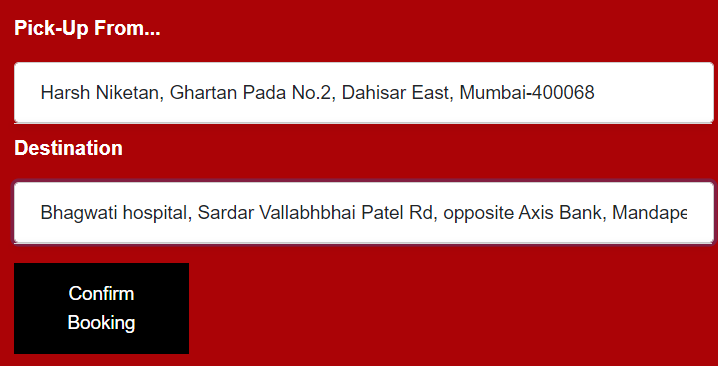 Pick-Up From...
Harsh Niketan, Ghartan Pada No.2, Dahisar East, Mumbai-400068
Destination
Bhagwati hospital, Sardar Vallabhbhai Patel Rd, opposite Axis Bank, Mandape
Confirm
Booking